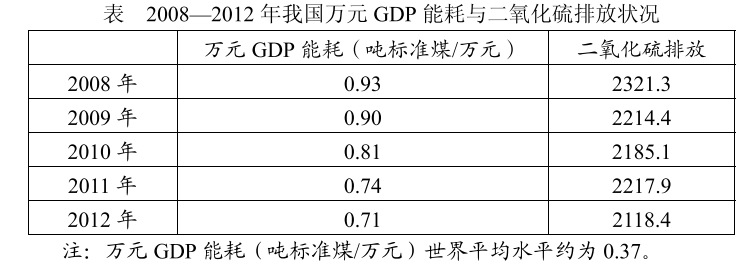 表 2008—2012 年我国万元 GDP 能耗与二氧化硫排放状况
万元 GDP 能耗（吨标准煤/万元） 二氧化硫排放
2008 年 0.93 2321.3
2009 年 0.90 2214.4
2010 年 0.81 2185.1
2011 年 0.74 2217.9
2012 年 0.71 2118.4
注：万元 GDP 能耗（吨标准煤/万元）世界平均水平约为 0.37。